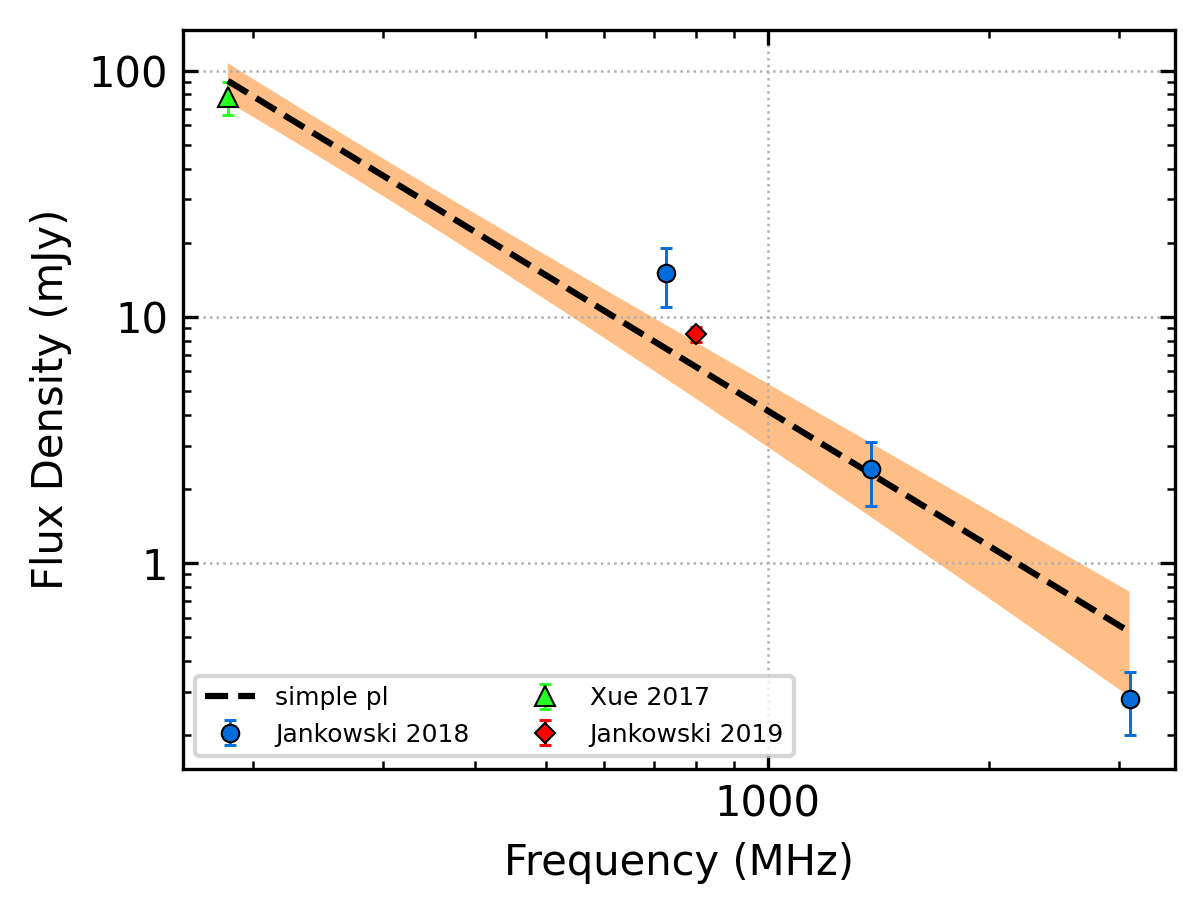 100
10
1
Flux Density (mJy)
simple pl
Jankowski 2018
Xue 2017
Jankowski 2019
1000
Frequency (MHz)